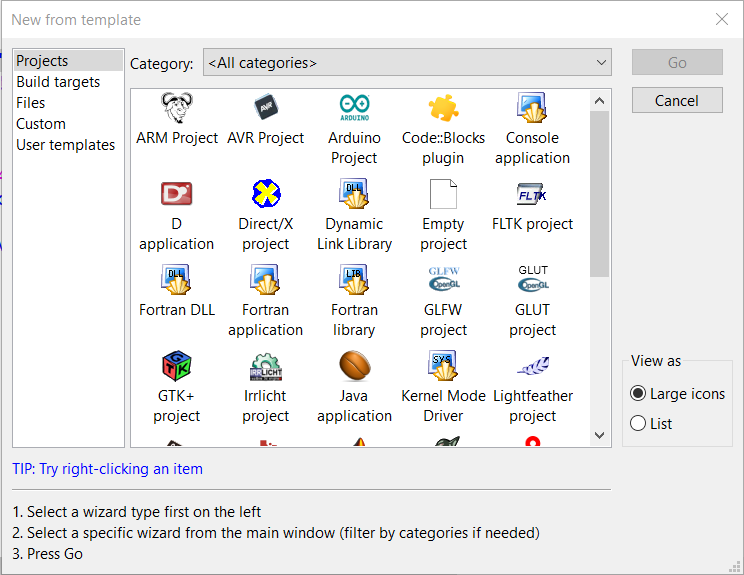 New from template
Projects
Build targets
Files
Custom
User templates
Category:
<All categories>
Go
Cancel
AVR
ARDUINO
ARM Project
AVR Project
Arduino
Project
Code::Blocks
plugin
Console
application
D
DLL
FLTK
D
application
Direct/X
project
Dynamic
Link Library
Empty
project
FLTK project
DLL
LIB
GLFW
OpenGL
GLUT
OpenGL
Fortran DLL
Fortran
application
Fortran
library
GLFW
project
GLUT
project
GTK
IRRLICHT
SYS
GTK+
project
Irrlicht
project
Java
application
Kernel Mode
Driver
Lightfeather
project
View as
Large icons
List
TIP: Try right-clicking an item
1. Select a wizard type first on the left
2. Select a specific wizard from the main window (filter by categories if needed)
3. Press Go